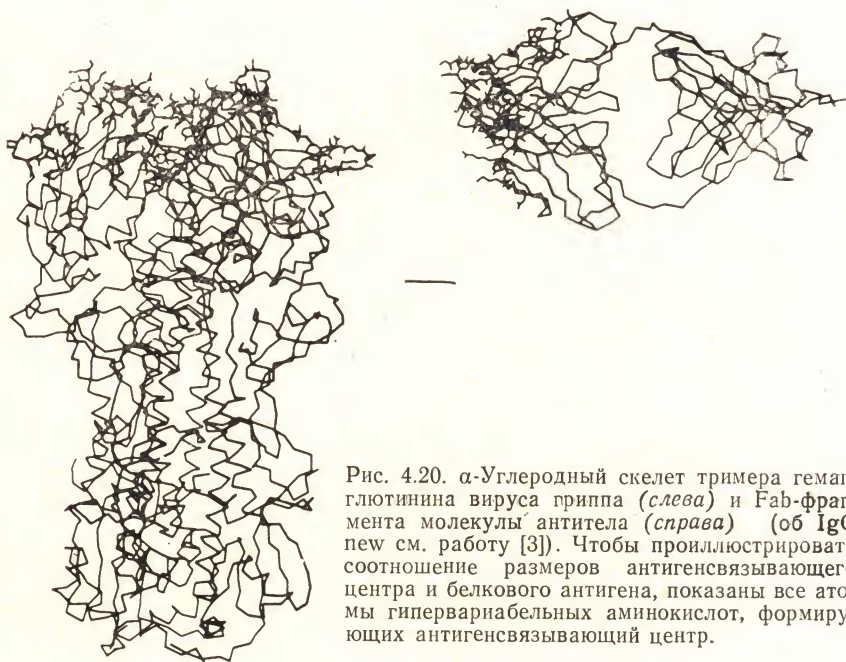 Рис. 4.20. α-Углеродный скелет тримера гемаг
глютинина вируса гриппа (слева) и Fab-фраг
мента молекулы антитела (справа) (об IgG
new см. работу [3]). Чтобы проиллюстрироват
соотношение размеров антигенсвязывающег
центра и белкового антигена, показаны все ато
мы гипервариабельных аминокислот, формиру
ющих антигенсвязывающий центр.